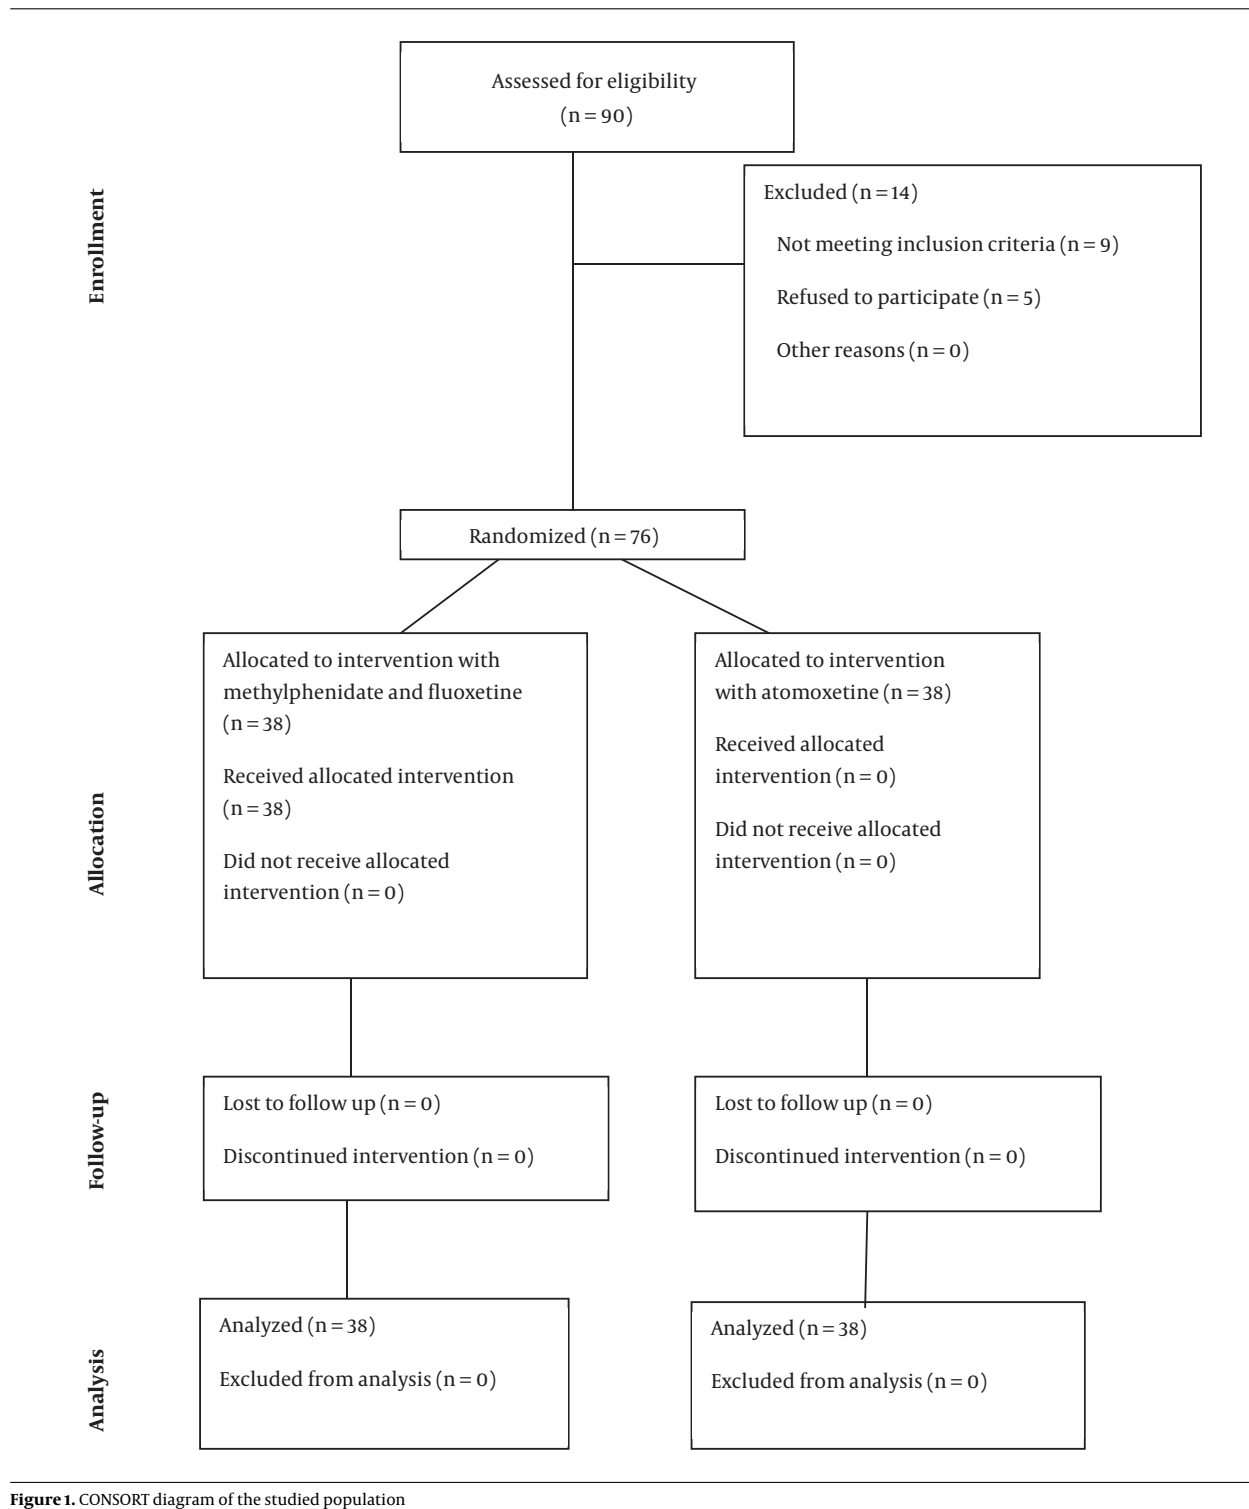 Assessed for eligibility
(n = 90)
Enrollment
Excluded (n = 14)
Not meeting inclusion criteria (n = 9)
Refused to participate (n = 5)
Other reasons (n = 0)
Randomized (n = 76)
Allocation
Allocated to intervention with
methylphenidate and fluoxetine
(n = 38)
Received allocated intervention
(n = 38)
Did not receive allocated
intervention (n = 0)
Allocated to intervention
with atomoxetine (n = 38)
Received allocated
intervention (n = 0)
Did not receive allocated
intervention (n = 0)
Follow-up
Lost to follow up (n = 0)
Discontinued intervention (n = 0)
Lost to follow up (n = 0)
Discontinued intervention (n = 0)
Analysis
Analyzed (n = 38)
Excluded from analysis (n = 0)
Analyzed (n = 38)
Excluded from analysis (n = 0)
Figure 1. CONSORT diagram of the studied population